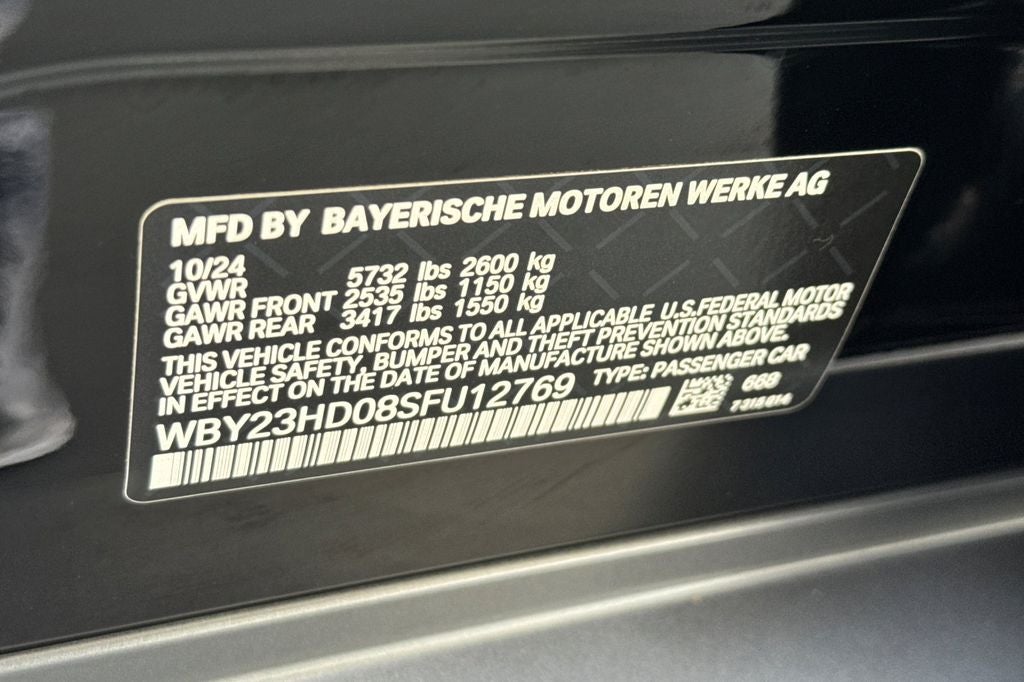 MFD BY BAYERISCHE MOTOREN WERKE AG
10/24
GVWR 5732 lbs 2600 kg
GAWR FRONT 2535 lbs 1150 kg
GAWR REAR 3417 lbs 1550 kg
THIS VEHICLE CONFORMS TO ALL APPLICABLE U.S.FEDERAL MOTOR
VEHICLE SAFETY, BUMPER AND THEFT PREVENTION STANDARDS
IN EFFECT ON THE DATE OF MANUFACTURE SHOWN ABOVE.
WBY23HD08SFU12769 TYPE: PASSENGER CAR
668
7318014